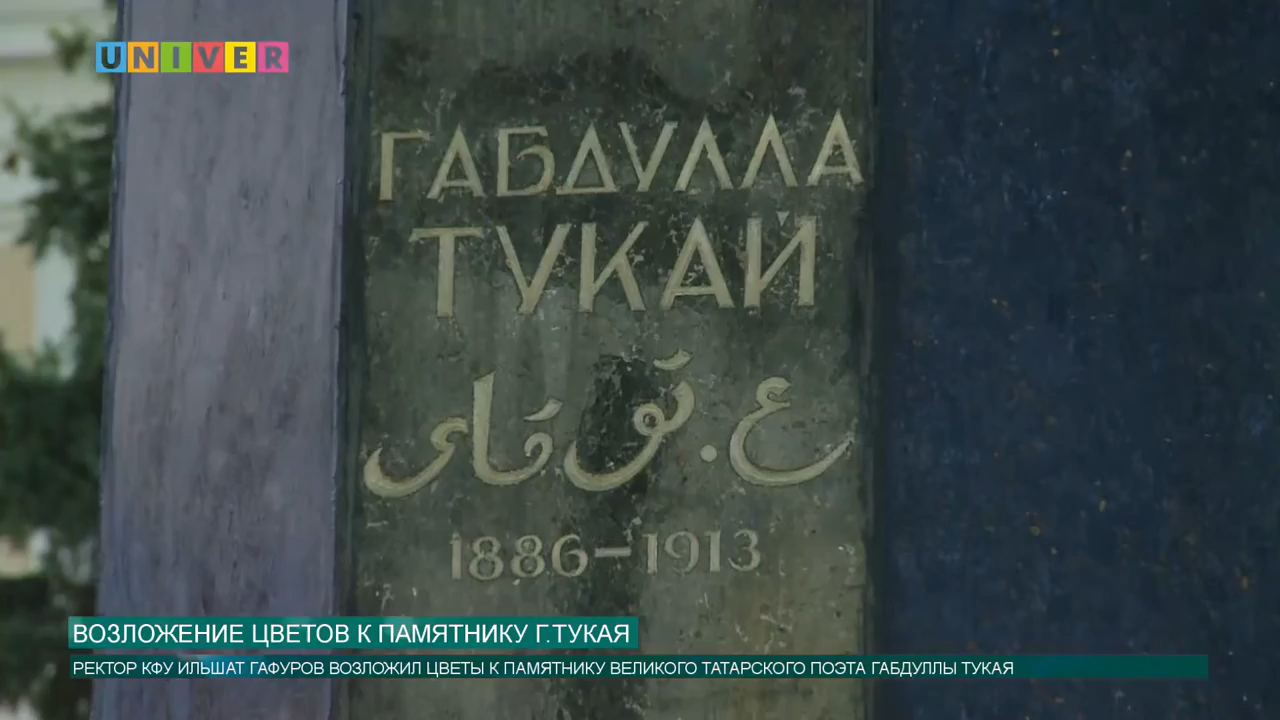 UNIVER
ГАБДУЛЛА
ТУКАЙ
ع. توقاي
1886–1913
ВОЗЛОЖЕНИЕ ЦВЕТОВ К ПАМЯТНИКУ Г.ТУКАЯ
РЕКТОР КФУ ИЛЬШАТ ГАФУРОВ ВОЗЛОЖИЛ ЦВЕТЫ К ПАМЯТНИКУ ВЕЛИКОГО ТАТАРСКОГО ПОЭТА ГАБДУЛЛЫ ТУКАЯ